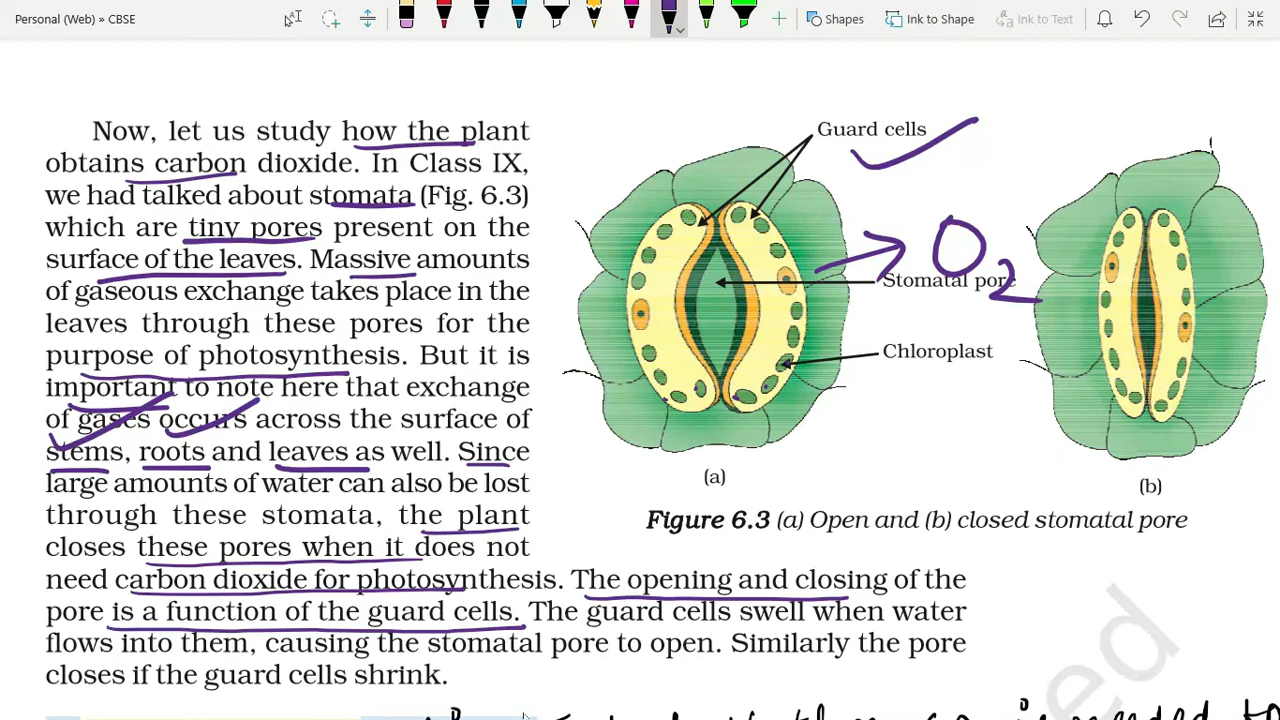 Personal (Web) » CBSE
Shapes
Ink to Shape
Ink to Text
Now, let us study how the plant
obtains carbon dioxide. In Class IX,
we had talked about stomata (Fig. 6.3)
which are tiny pores present on the
surface of the leaves. Massive amounts
of gaseous exchange takes place in the
leaves through these pores for the
purpose of photosynthesis. But it is
important to note here that exchange
of gases occurs across the surface of
stems, roots and leaves as well. Since
large amounts of water can also be lost
through these stomata, the plant
closes these pores when it does not
need carbon dioxide for photosynthesis. The opening and closing of the
pore is a function of the guard cells. The guard cells swell when water
flows into them, causing the stomatal pore to open. Similarly the pore
closes if the guard cells shrink.
Guard cells
O2
Stomatal pore
Chloroplast
(a)
(b)
Figure 6.3 (a) Open and (b) closed stomatal pore